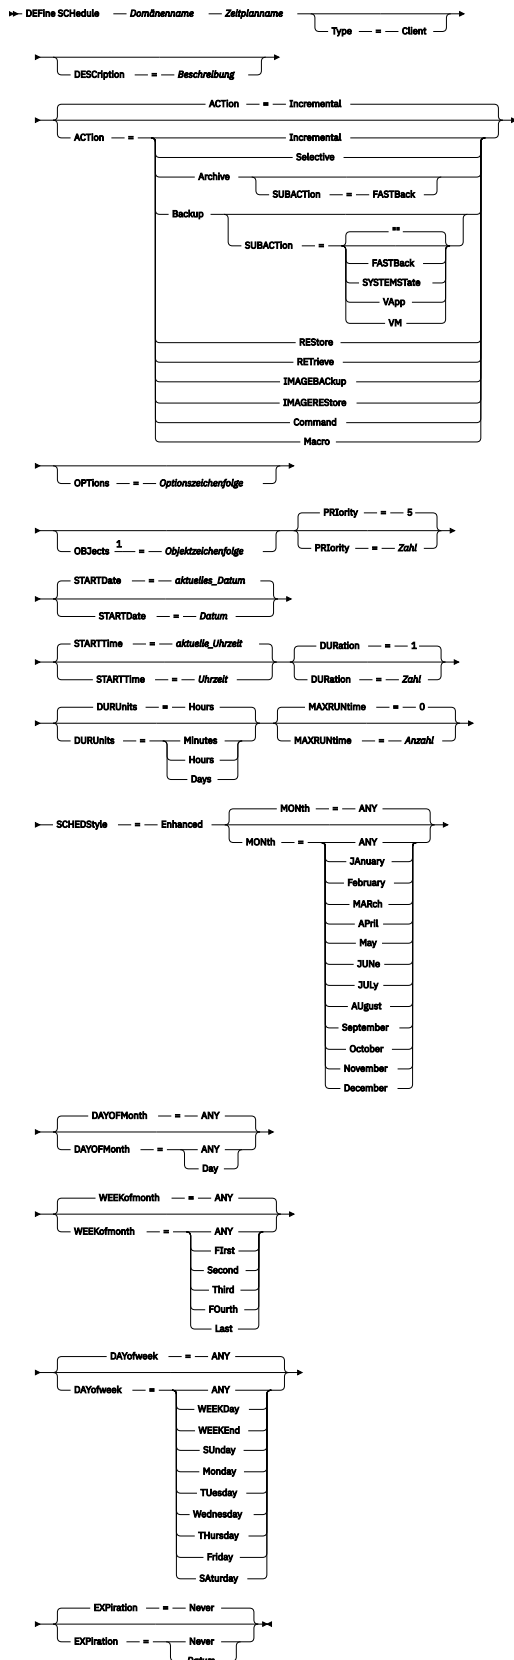 DEFine SCHedule — Domänenname — Zeitplanname
Type — = — Client
DESCription — = — Beschreibung
ACTion — = — Incremental
ACTion — = — Incremental
Selective
Archive
SUBACTion — = — FASTBack
Backup
""
SUBACTion — =
FASTBack
SYSTEMSTate
VApp
VM
REStore
RETrieve
IMAGEBACkup
IMAGEREStore
Command
Macro
OPTions — = — Optionszeichenfolge
PRIority — = — 5
OBJects 1 — = — Objektzeichenfolge
PRIority — = — Zahl
STARTDate — = — aktuelles_Datum
STARTDate — = — Datum
STARTTime — = — aktuelle_Uhrzeit
DURation — = — 1
STARTTime — = — Uhrzeit
DURation — = — Zahl
DURUnits — = — Hours
MAXRUNtime — = — 0
DURUnits — = — Minutes
MAXRUNtime — = — Anzahl
Hours
Days
MONth — = — ANY
SCHEDStyle — = — Enhanced
MONth — = — ANY
JAnuary
February
MARch
APril
May
JUNe
JULy
AUgust
September
October
November
December
DAYOFMonth — = — ANY
DAYOFMonth — = — ANY
Day
WEEKofmonth — = — ANY
WEEKofmonth — = — ANY
FIrst
Second
Third
FOurth
Last
DAYofweek — = — ANY
DAYofweek — = — ANY
WEEKDay
WEEKEnd
SUnday
Monday
TUesday
Wednesday
THursday
Friday
SAturday
EXPiration — = — Never
EXPiration — = — Never